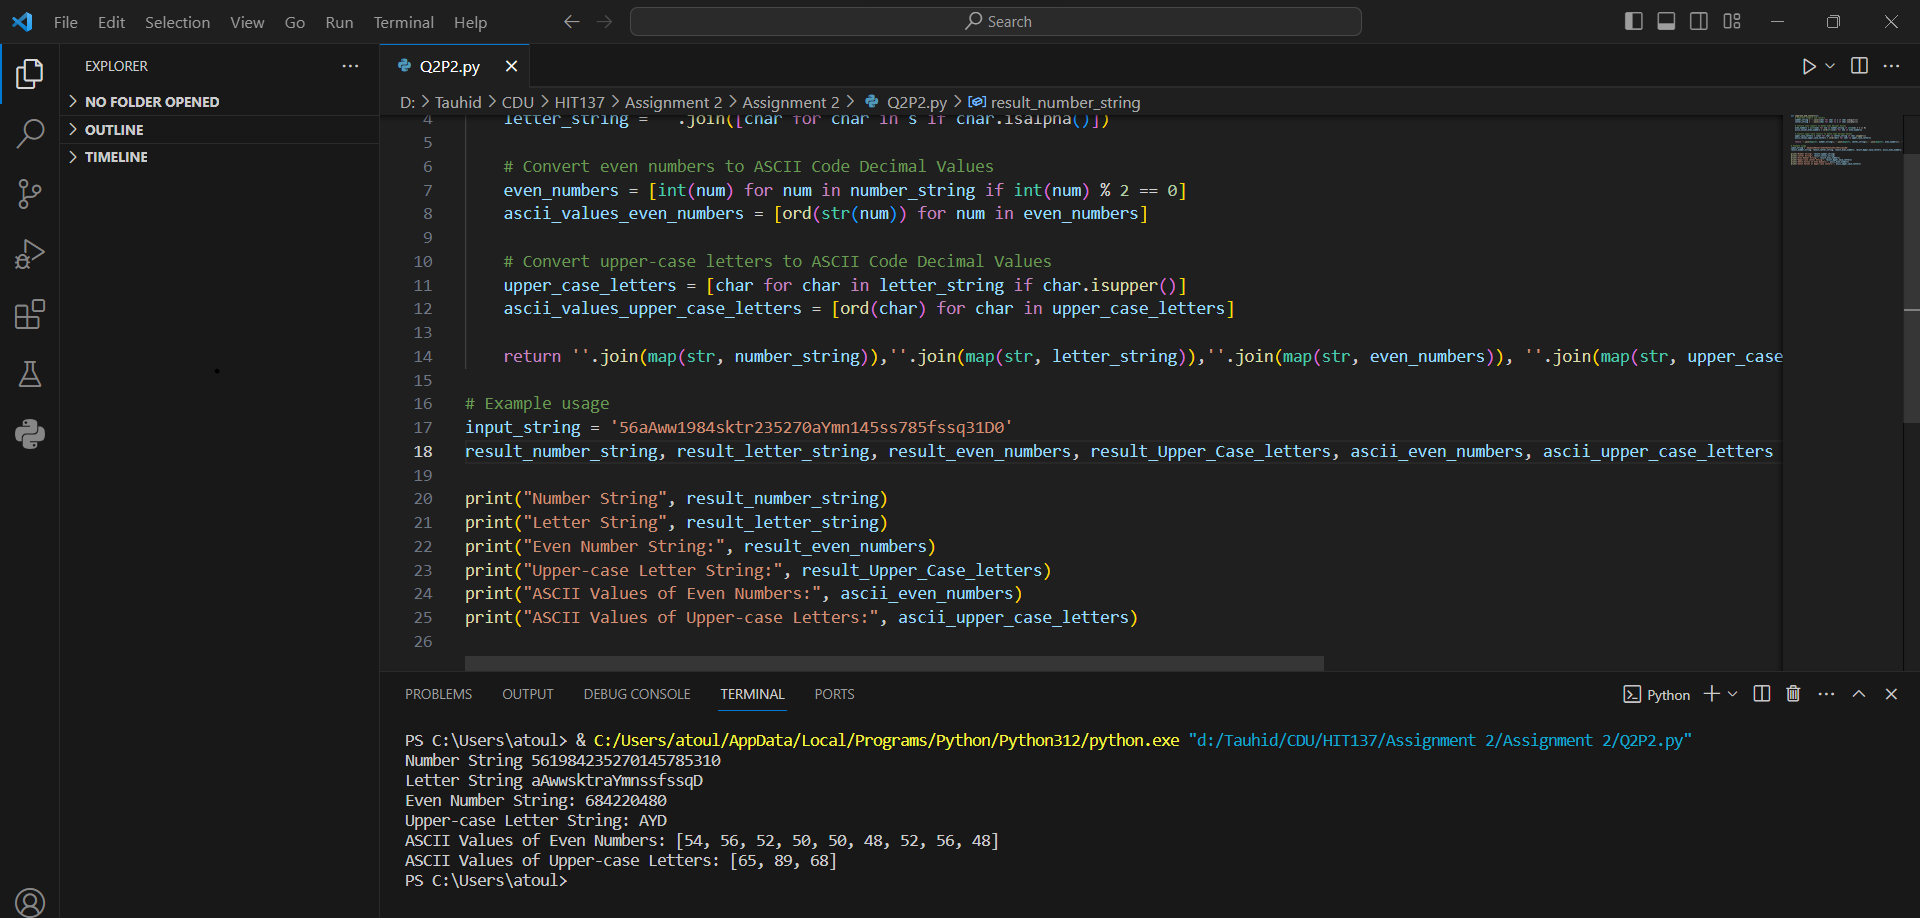 File Edit Selection View Go Run Terminal Help
Search
EXPLORER
NO FOLDER OPENED
OUTLINE
TIMELINE
Q2P2.py
D: > Tauhid > CDU > HIT137 > Assignment 2 > Assignment 2 > Q2P2.py > result_number_string
4 letter_string = ''.join([char for char in s if char.isalpha()])
5
6 # Convert even numbers to ASCII Code Decimal Values
7 even_numbers = [int(num) for num in number_string if int(num) % 2 == 0]
8 ascii_values_even_numbers = [ord(str(num)) for num in even_numbers]
9
10 # Convert upper-case letters to ASCII Code Decimal Values
11 upper_case_letters = [char for char in letter_string if char.isupper()]
12 ascii_values_upper_case_letters = [ord(char) for char in upper_case_letters]
13
14 return ''.join(map(str, number_string)),''.join(map(str, letter_string)),''.join(map(str, even_numbers)), ''.join(map(str, upper_case
15
16 # Example usage
17 input_string = '56aAww1984sktr235270aYmn145ss785fssq31D0'
18 result_number_string, result_letter_string, result_even_numbers, result_Upper_Case_letters, ascii_even_numbers, ascii_upper_case_letters
19
20 print("Number String", result_number_string)
21 print("Letter String", result_letter_string)
22 print("Even Number String:", result_even_numbers)
23 print("Upper-case Letter String:", result_Upper_Case_letters)
24 print("ASCII Values of Even Numbers:", ascii_even_numbers)
25 print("ASCII Values of Upper-case Letters:", ascii_upper_case_letters)
26
PROBLEMS OUTPUT DEBUG CONSOLE TERMINAL PORTS
Python
PS C:\Users\atoul> & C:/Users/atoul/AppData/Local/Programs/Python/Python312/python.exe "d:/Tauhid/CDU/HIT137/Assignment 2/Assignment 2/Q2P2.py"
Number String 561984235270145785310
Letter String aAwwsktraYmnssfssqD
Even Number String: 684220480
Upper-case Letter String: AYD
ASCII Values of Even Numbers: [54, 56, 52, 50, 50, 48, 52, 56, 48]
ASCII Values of Upper-case Letters: [65, 89, 68]
PS C:\Users\atoul>